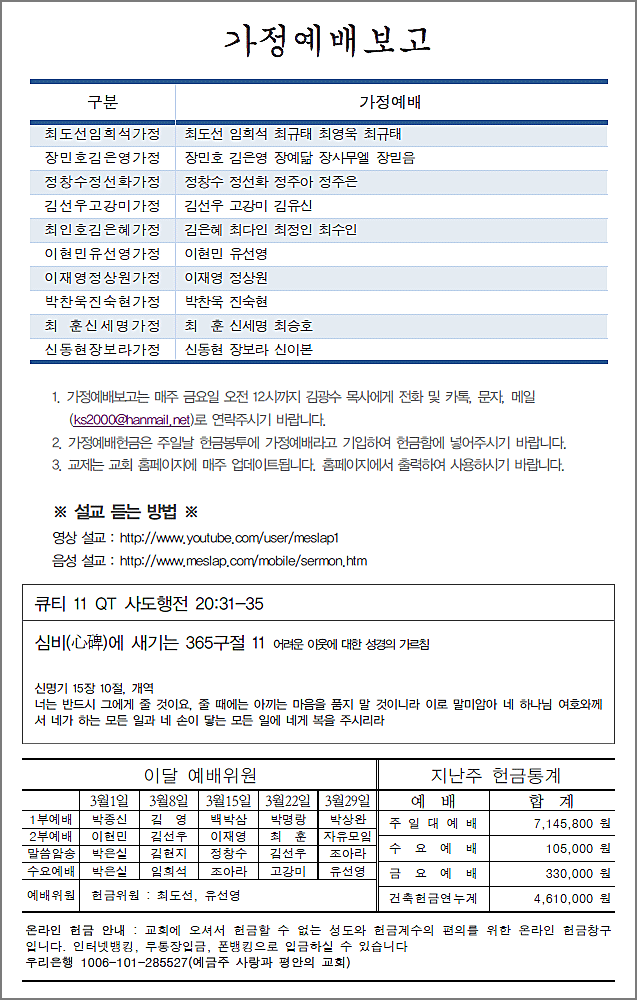 가정예배보고
구분 가정예배
최도선임희석가정 최도선 임희석 최규태 최영욱 최규태
장민호김은영가정 장민호 김은영 장예닮 장사무엘 장믿음
정창수정선화가정 정창수 정선화 정주아 정주은
김선우고강미가정 김선우 고강미 김유신
최인호김은혜가정 김은혜 최다인 최정인 최수인
이현민유선영가정 이현민 유선영
이재영정상원가정 이재영 정상원
박찬욱진숙현가정 박찬욱 진숙현
최 훈신세명가정 최 훈 신세명 최승호
신동현장보라가정 신동현 장보라 신이본
1. 가정예배보고는 매주 금요일 오전 12시까지 김광수 목사에게 전화 및 카톡, 문자, 메일
(ks2000@hanmail.net)로 연락주시기 바랍니다.
2. 가정예배헌금은 주일날 헌금봉투에 가정예배라고 기입하여 헌금함에 넣어주시기 바랍니다.
3. 교제는 교회 홈페이지에 매주 업데이트됩니다. 홈페이지에서 출력하여 사용하시기 바랍니다.
※ 설교 듣는 방법 ※
영상 설교 : http://www.youtube.com/user/meslap1
음성 설교 : http://www.meslap.com/mobile/sermon.htm
큐티 11 QT 사도행전 20:31-35
심비(心碑)에 새기는 365구절 11 어려운 이웃에 대한 성경의 가르침
신명기 15장 10절, 개역
너는 반드시 그에게 줄 것이요, 줄 때에는 아끼는 마음을 품지 말 것이니라 이로 말미암아 네 하나님 여호와께
서 네가 하는 모든 일과 네 손이 닿는 모든 일에 네게 복을 주시리라
이달 예배위원
3월1일 3월8일 3월15일 3월22일 3월29일
1부예배 박종신 김 영 백박삼 박명랑 박상완
2부예배 이현민 김선우 이재영 최 훈 자유모임
말씀암송 박은실 김현지 정창수 김선우 조아라
수요예배 박은실 임희석 조아라 고강미 유선영
예배위원 헌금위원 : 최도선, 유선영
지난주 헌금통계
예 배 합 계
주 일 대 예 배 7,145,800 원
수 요 예 배 105,000 원
금 요 예 배 330,000 원
건축헌금연누계 4,610,000 원
온라인 헌금 안내 : 교회에 오셔서 헌금할 수 없는 성도와 헌금계수의 편의를 위한 온라인 헌금창구
입니다. 인터넷뱅킹, 무통장입금, 폰뱅킹으로 입금하실 수 있습니다
우리은행 1006-101-285527(예금주 사랑과 평안의 교회)